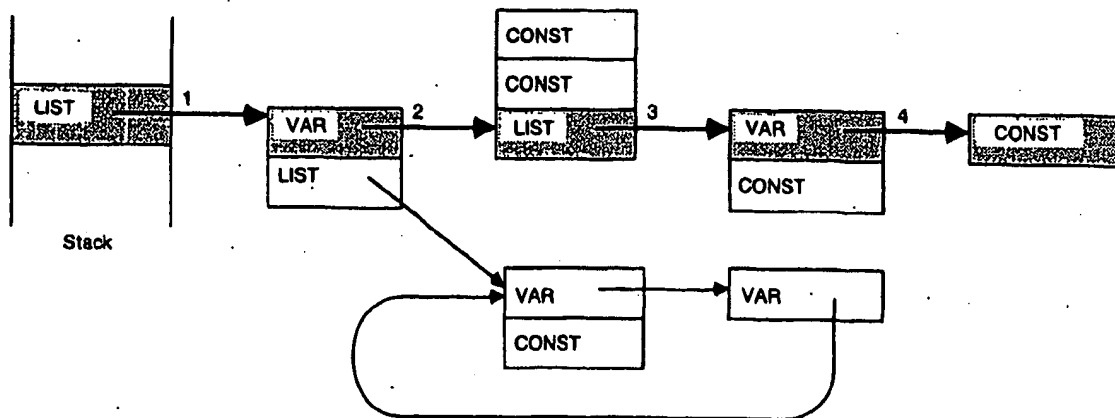 CONST
CONST
LIST
1
VAR
2
LIST
3
VAR
4
CONST
LIST
CONST
Stack
VAR
VAR
CONST